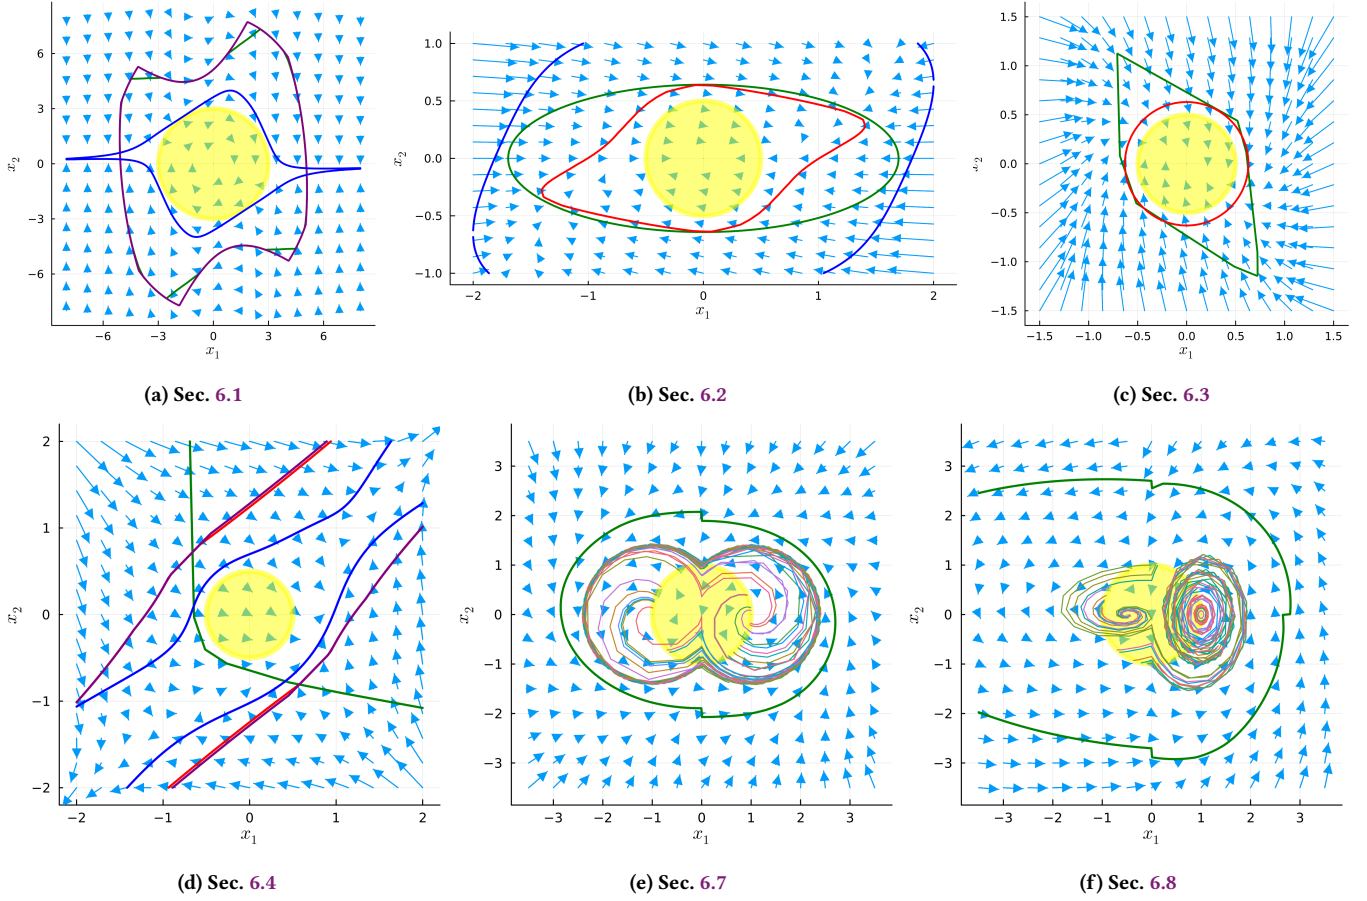 6
3
0
−3
−6
x₂
−6 −3 0 3 6
x₁
(a) Sec. 6.1
1.0
0.5
0.0
−0.5
−1.0
x₂
−2 −1 0 1 2
x₁
(b) Sec. 6.2
1.5
1.0
0.5
0.0
−0.5
−1.0
−1.5
x₂
−1.5 −1.0 −0.5 0.0 0.5 1.0 1.5
x₁
(c) Sec. 6.3
2
1
0
−1
−2
x₂
−2 −1 0 1 2
x₁
(d) Sec. 6.4
3
2
1
0
−1
−2
−3
x₂
−3 −2 −1 0 1 2 3
x₁
(e) Sec. 6.7
3
2
1
0
−1
−2
−3
x₂
−3 −2 −1 0 1 2 3
x₁
(f) Sec. 6.8